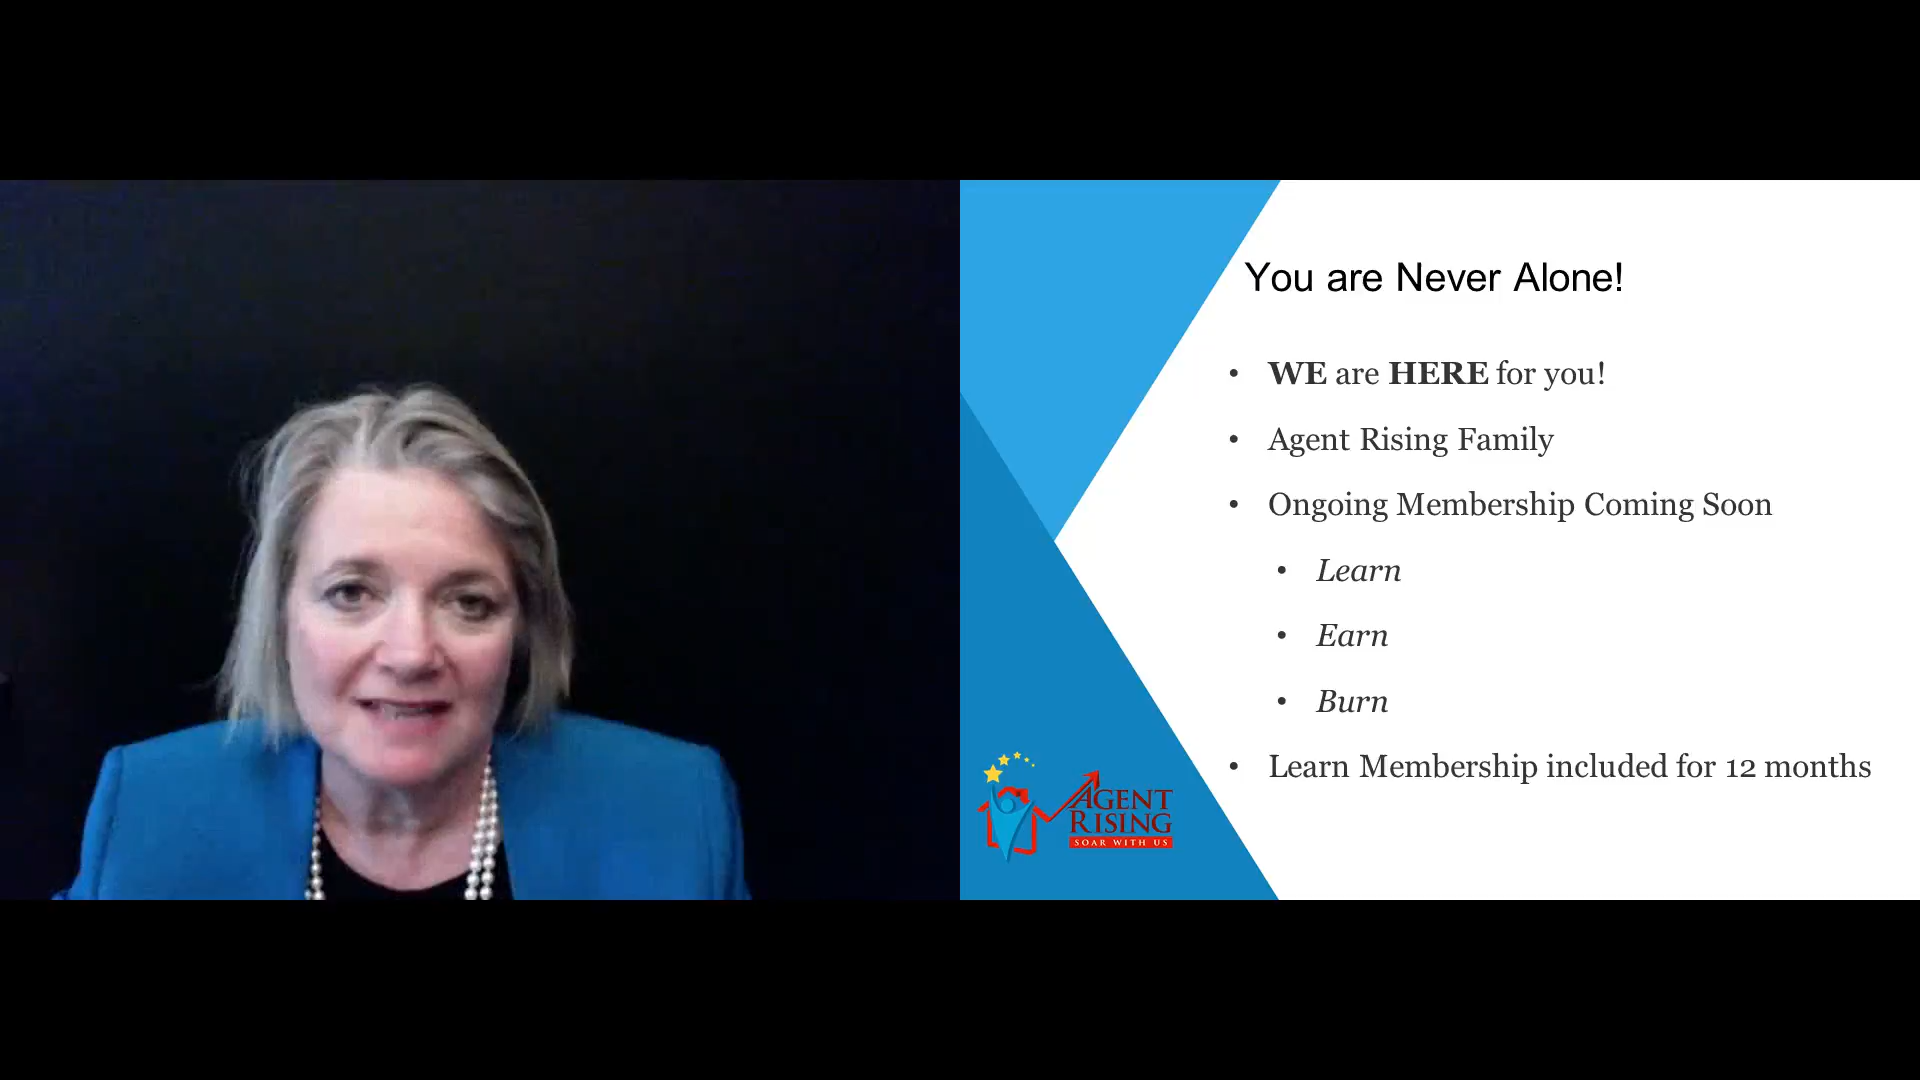 You are Never Alone!
• WE are HERE for you!
• Agent Rising Family
• Ongoing Membership Coming Soon
• Learn
• Earn
• Burn
• Learn Membership included for 12 months
AGENT
RISING
SOAR WITH US